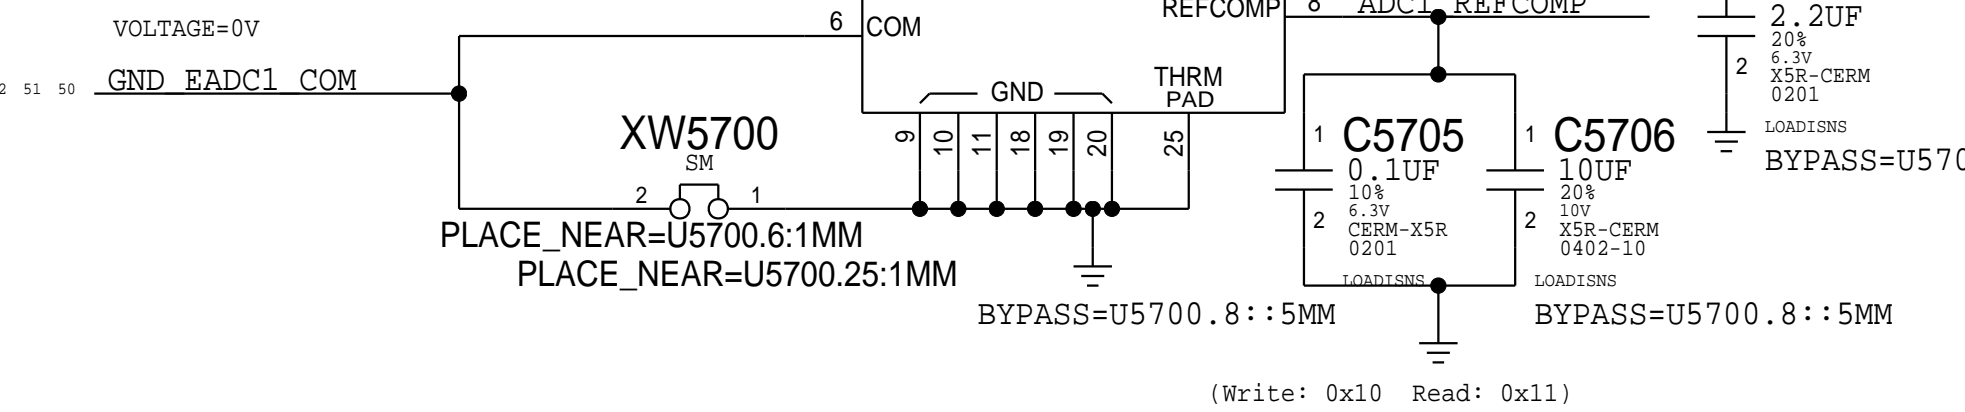 REFCOMP
8
ADC1_REFCOMP
VOLTAGE=0V
6
COM
2.2UF
20%
6.3V
X5R-CERM
0201
2
2 51 50
GND_EADC1_COM
THRM
PAD
GND
9
10
11
18
19
20
25
XW5700
SM
2
1
PLACE_NEAR=U5700.6:1MM
PLACE_NEAR=U5700.25:1MM
1
C5705
0.1UF
10%
6.3V
CERM-X5R
0201
2
LOADISNS
BYPASS=U5700.8::5MM
1
C5706
10UF
20%
10V
X5R-CERM
0402-10
2
LOADISNS
BYPASS=U5700.8::5MM
LOADISNS
BYPASS=U570
(Write: 0x10 Read: 0x11)